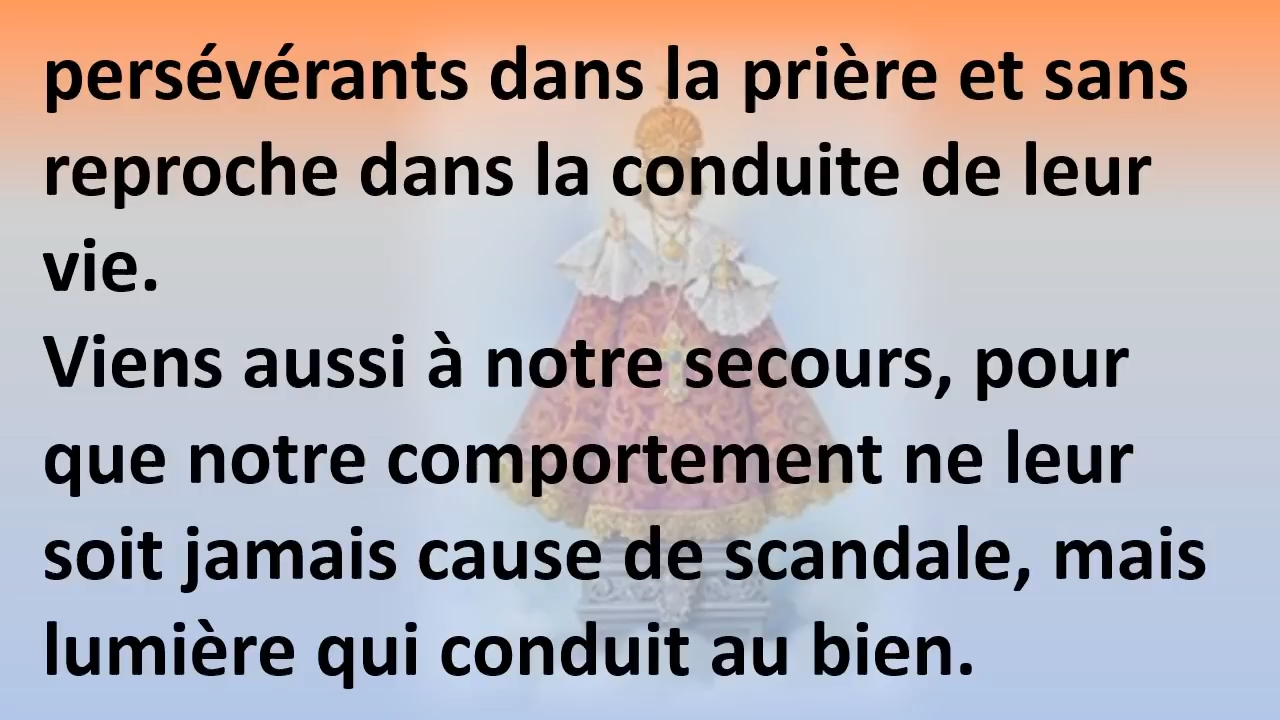 persévérants dans la prière et sans
reproche dans la conduite de leur
vie.
Viens aussi à notre secours, pour
que notre comportement ne leur
soit jamais cause de scandale, mais
lumière qui conduit au bien.